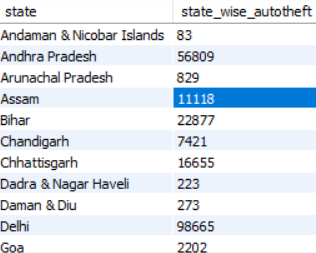 state state_wise_autotheft
Andaman & Nicobar Islands 83
Andhra Pradesh 56809
Arunachal Pradesh 829
Assam 11118
Bihar 22877
Chandigarh 7421
Chhattisgarh 16655
Dadra & Nagar Haveli 223
Daman & Diu 273
Delhi 98665
Goa 2202